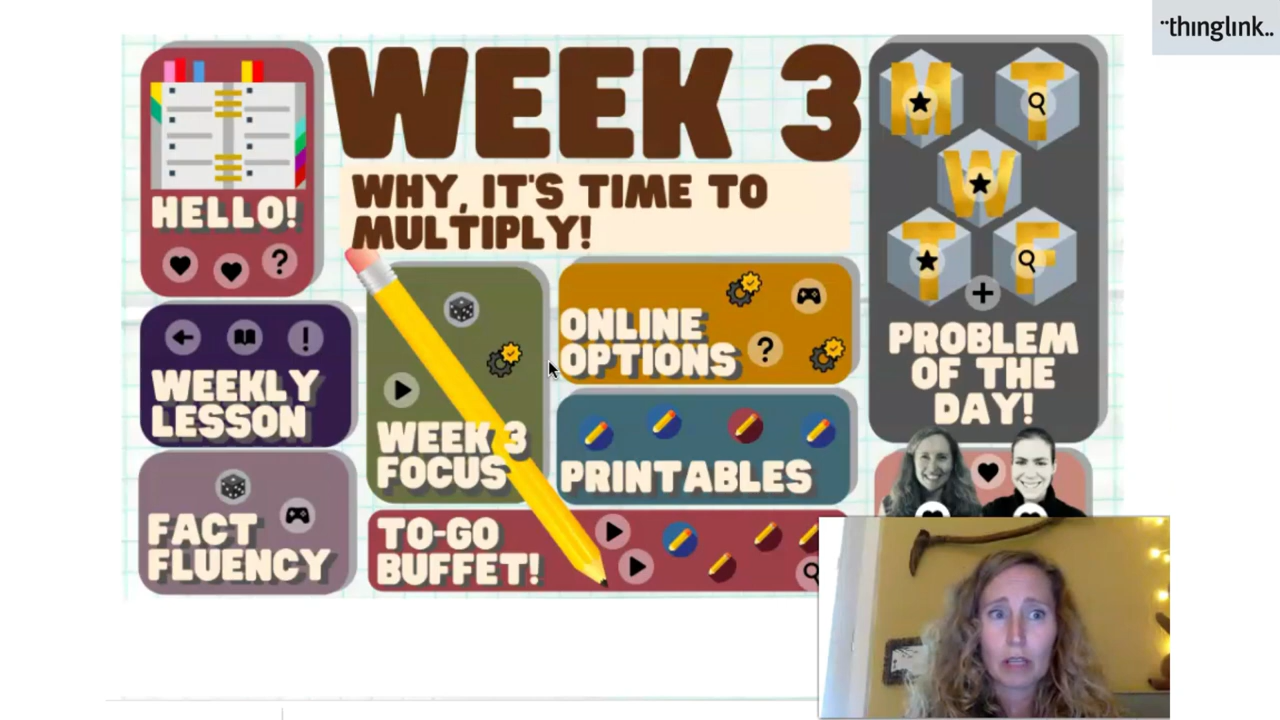 ¨thinglink..
WEEK 3
WHY, IT'S TIME TO
MULTIPLY!
HELLO!
WEEKLY
LESSON
FACT
FLUENCY
WEEK 3
FOCUS
ONLINE
OPTIONS
PRINTABLES
TO-GO
BUFFET!
M T
W
T F
PROBLEM
OF THE
DAY!